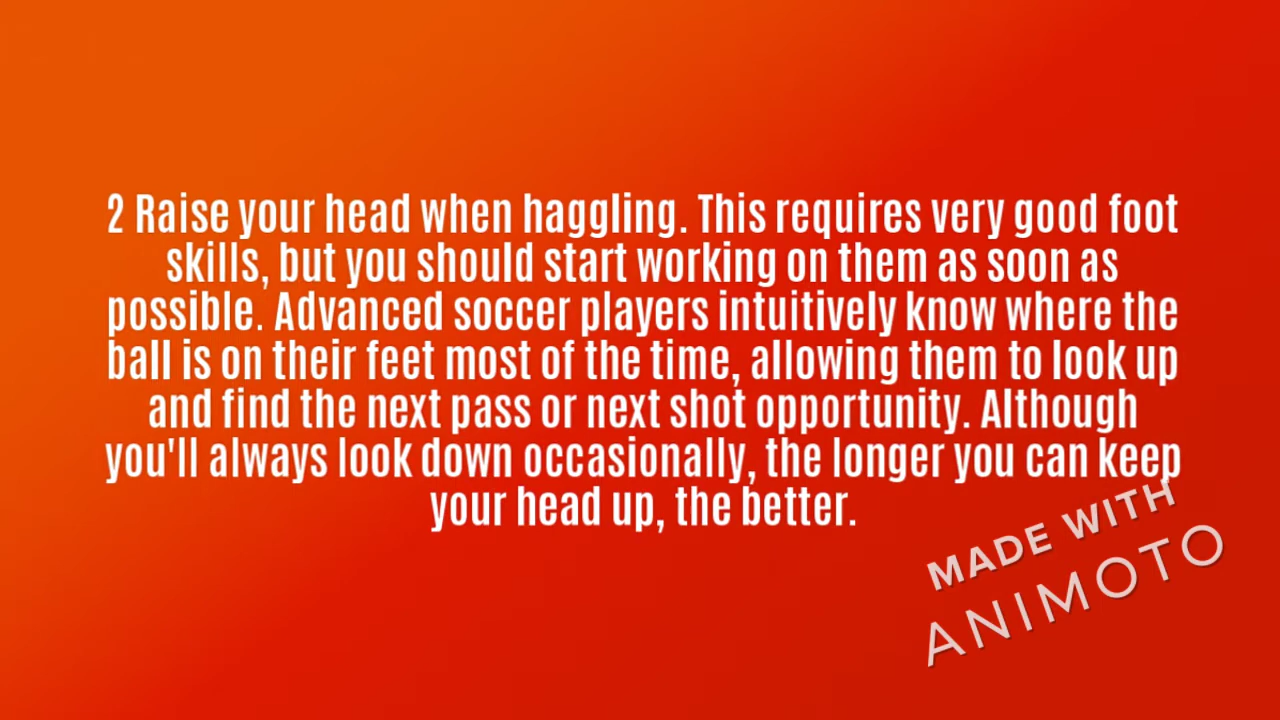 2 Raise your head when haggling. This requires very good foot
skills, but you should start working on them as soon as
possible. Advanced soccer players intuitively know where the
ball is on their feet most of the time, allowing them to look up
and find the next pass or next shot opportunity. Although
you'll always look down occasionally, the longer you can keep
your head up, the better.
MADE WITH
ANIMOTO